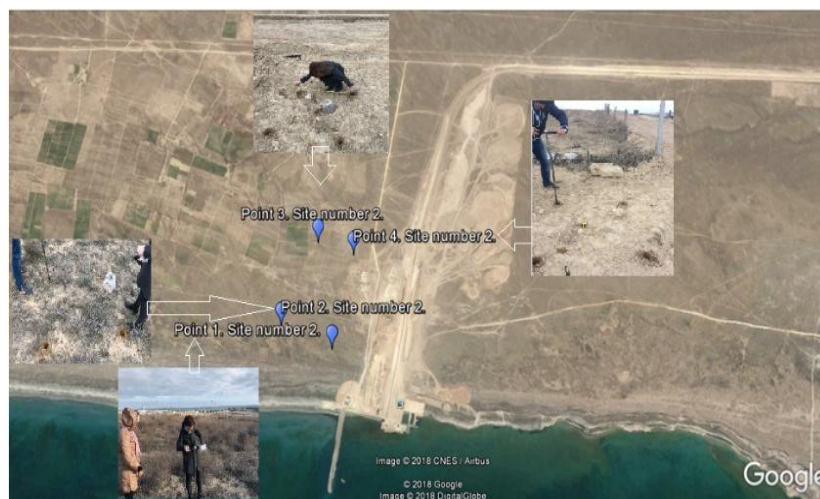 Point 3. Site number 2.
Point 4. Site number 2.
Point 2. Site number 2.
Point 1. Site number 2.
Image © 2018 CNES / Airbus
© 2018 Google
Image © 2018 DigitalGlobe
Google